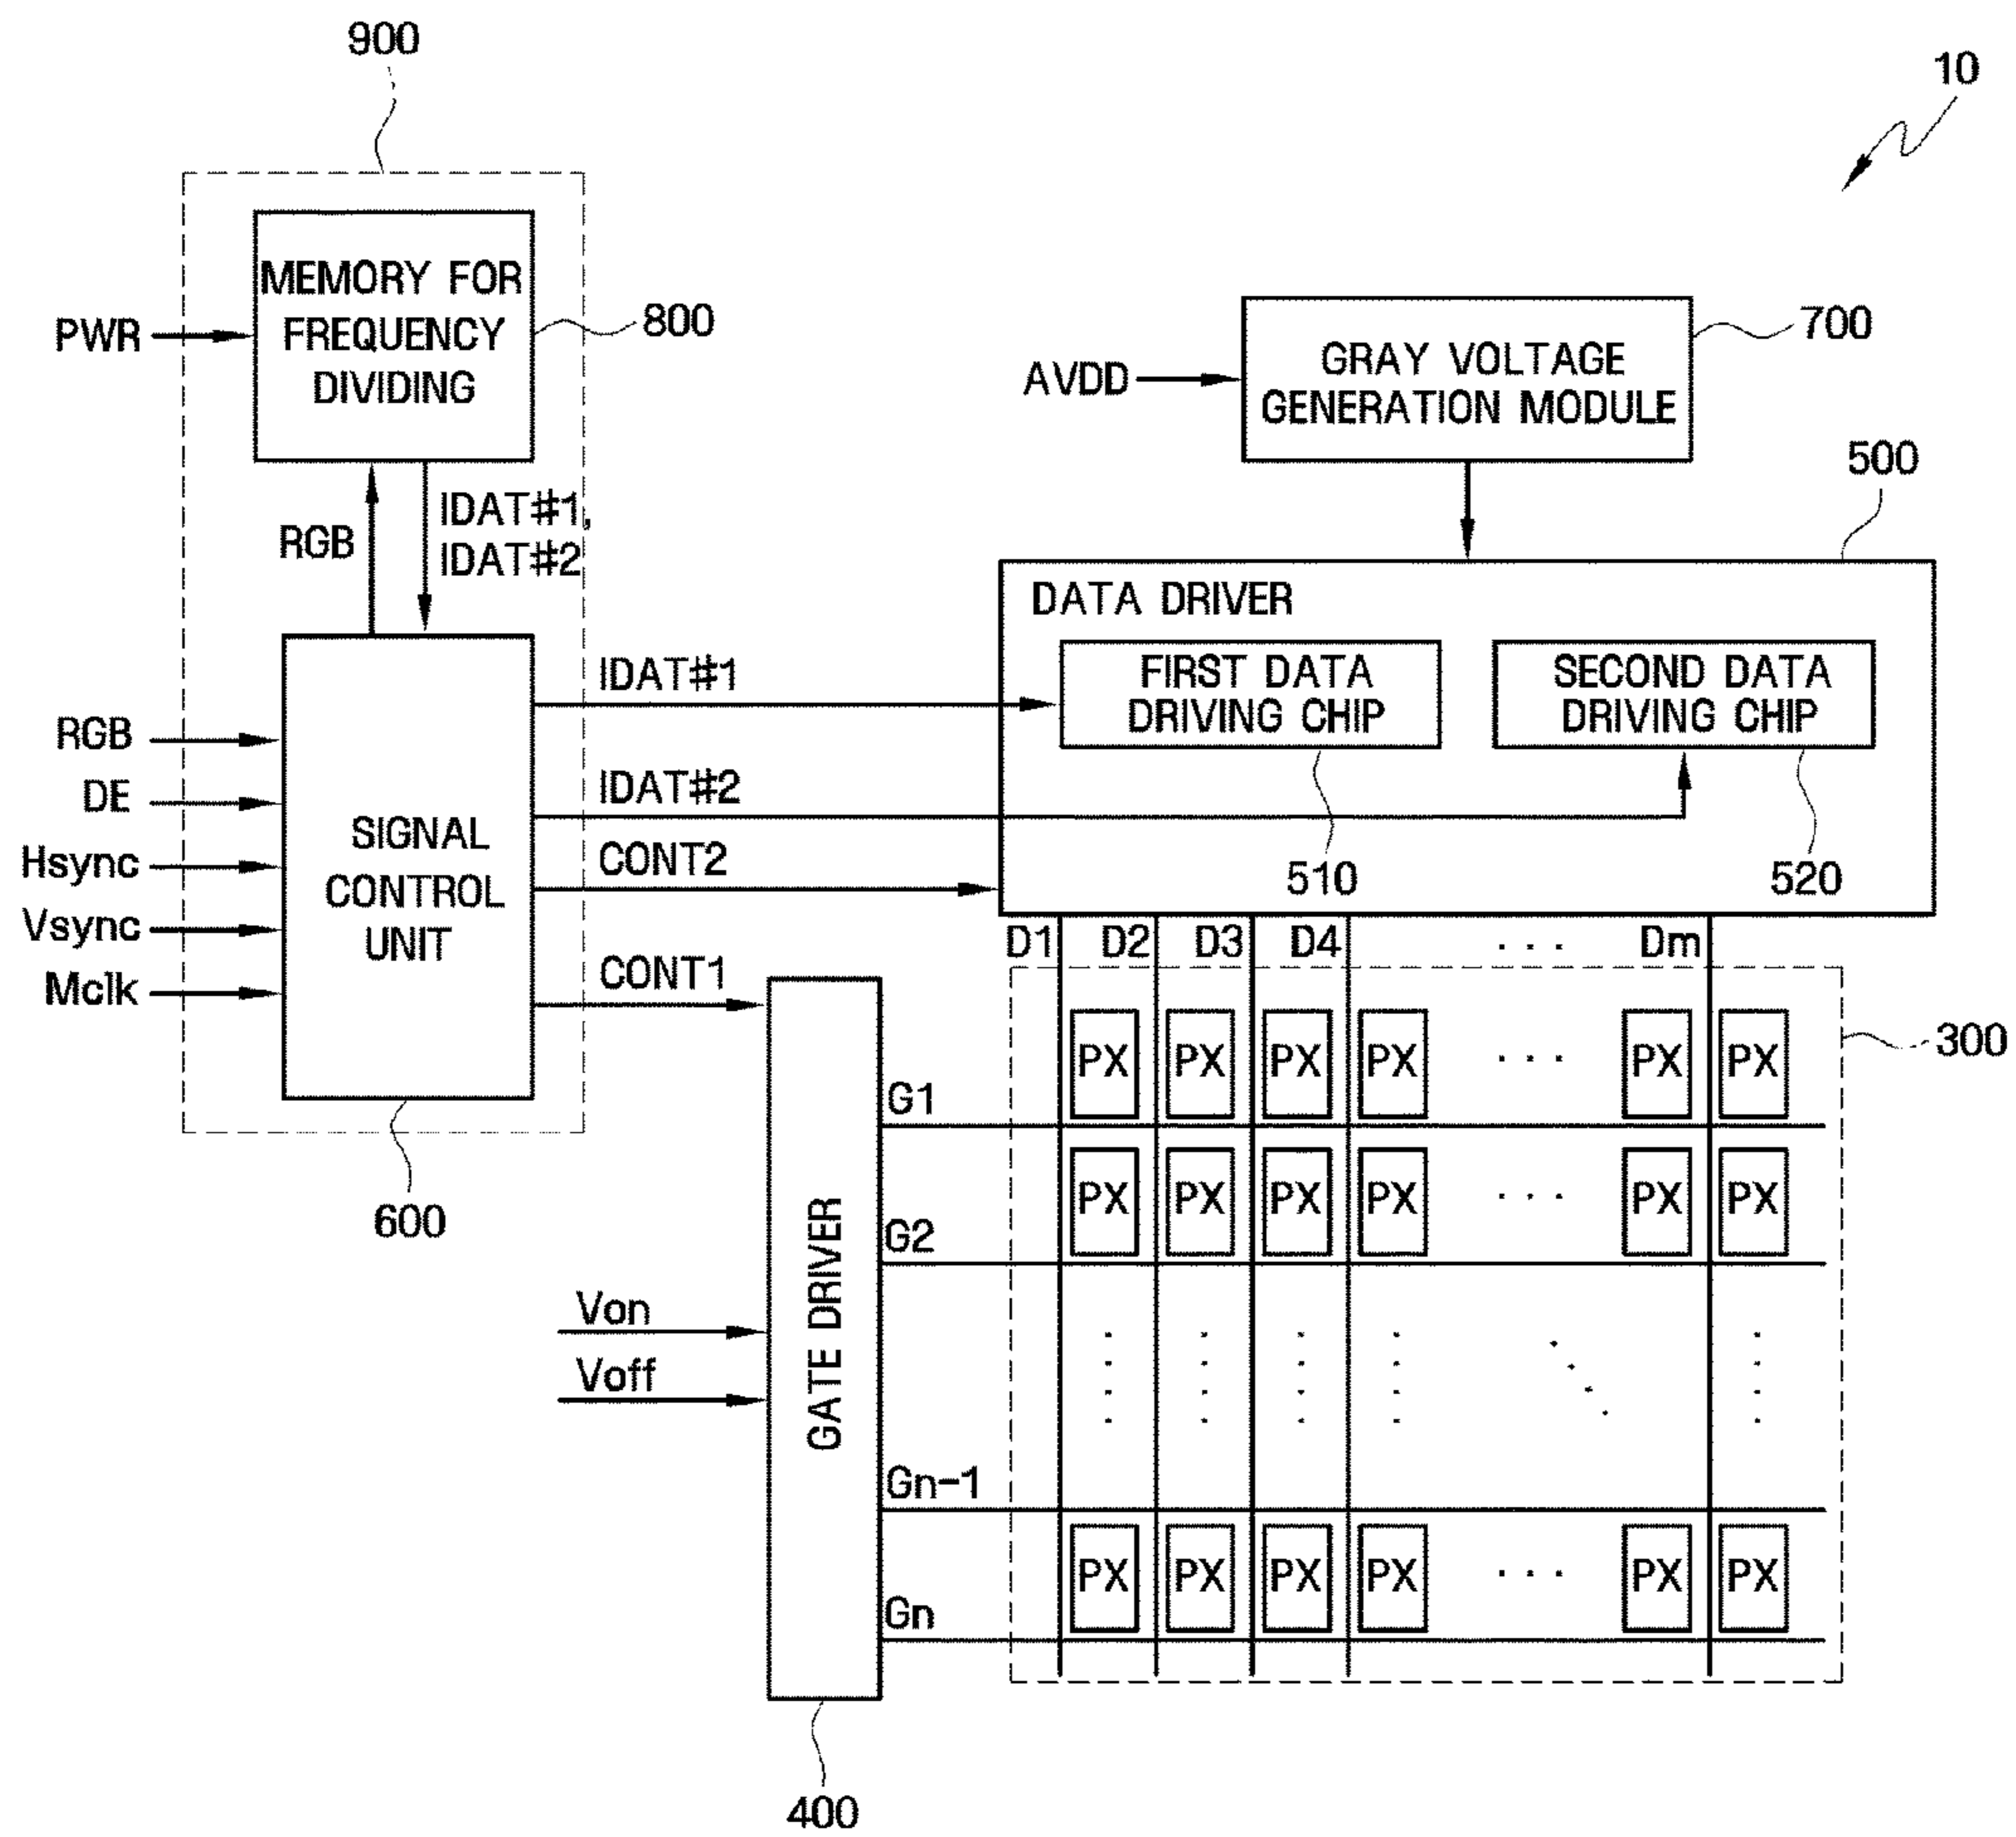 900
10
MEMORY FOR
FREQUENCY
DIVIDING
PWR
800
700
GRAY VOLTAGE
GENERATION MODULE
AVDD
500
RGB
IDAT#1,
IDAT#2
DATA DRIVER
FIRST DATA
DRIVING CHIP
SECOND DATA
DRIVING CHIP
510
520
RGB
DE
Hsync
Vsync
Mclk
SIGNAL
CONTROL
UNIT
IDAT#1
IDAT#2
CONT2
CONT1
600
D1 D2 D3 D4 · · · Dm
PX PX PX PX · · · PX PX
300
G1
PX PX PX PX · · · PX PX
G2
GATE DRIVER
Von
Voff
Gn-1
PX PX PX PX · · · PX PX
Gn
400